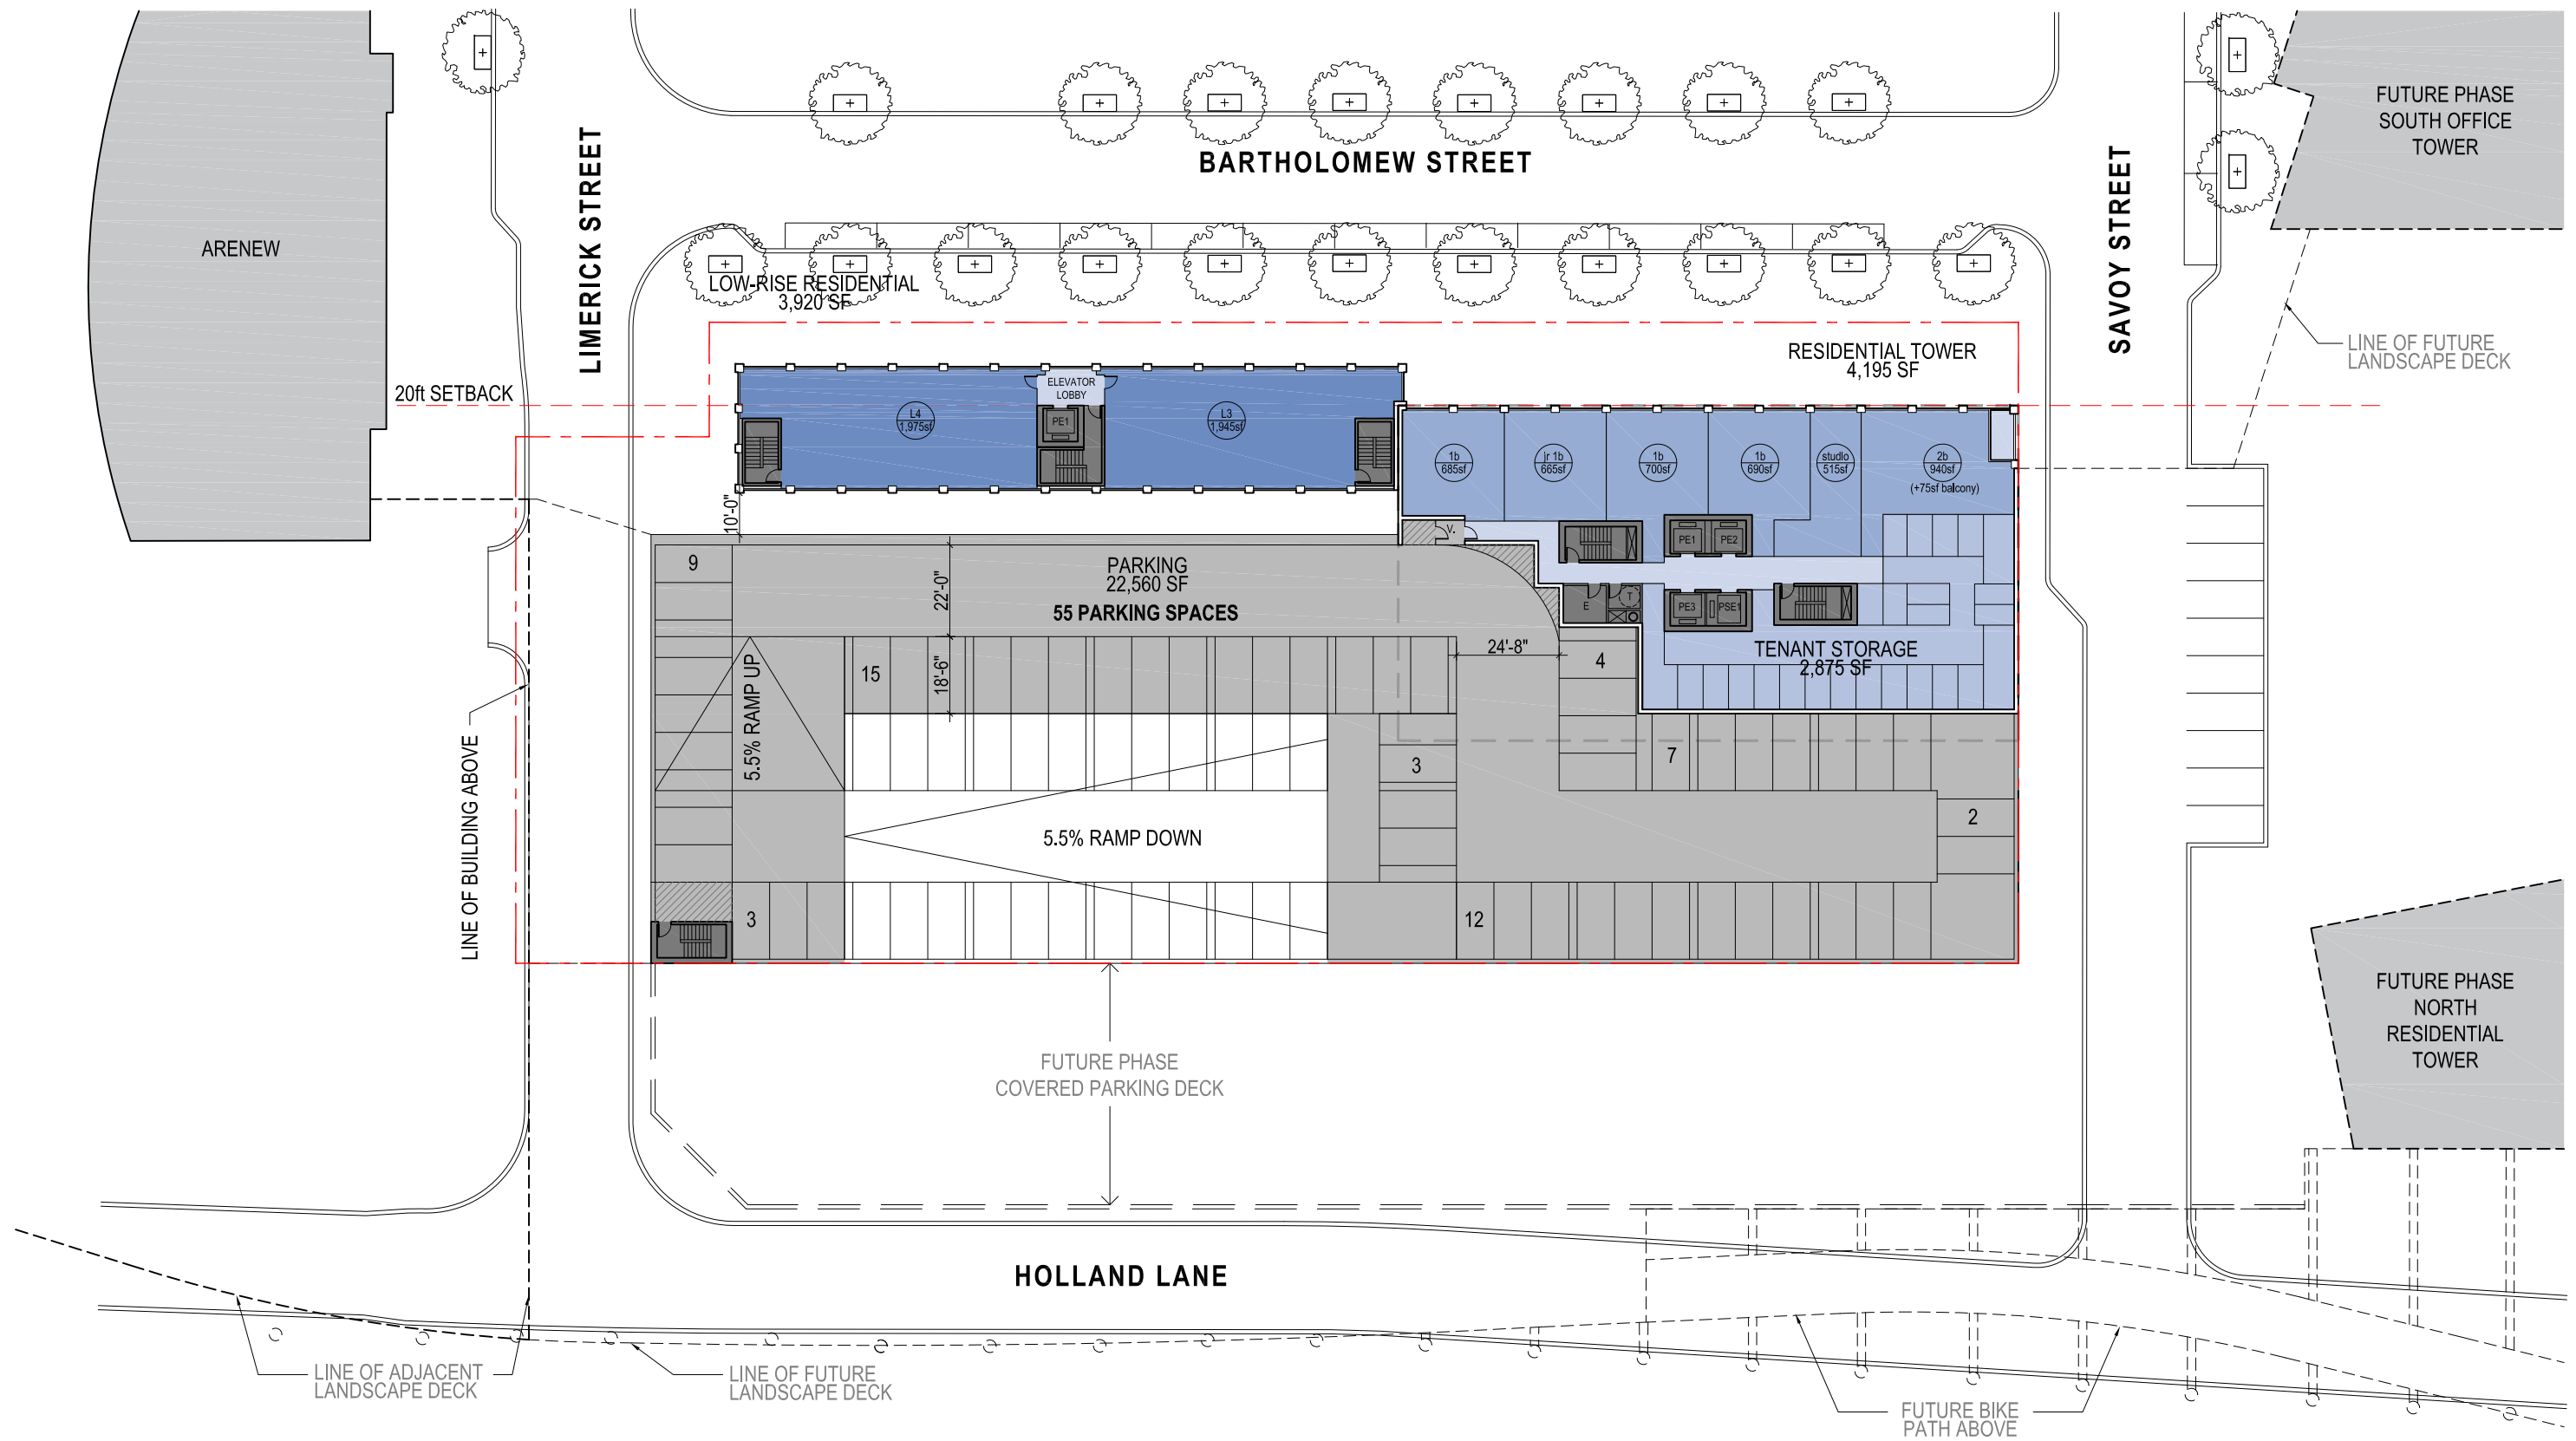 FUTURE PHASE
SOUTH OFFICE
TOWER
BARTHOLOMEW STREET
LIMERICK STREET
SAVOY STREET
ARENEW
LOW-RISE RESIDENTIAL
3,920 SF
RESIDENTIAL TOWER
4,195 SF
LINE OF FUTURE
LANDSCAPE DECK
20ft SETBACK
ELEVATOR
LOBBY
PE1
L4
1,975sf
L3
1,945sf
1b
685sf
jr 1b
665sf
1b
700sf
1b
690sf
studio
515sf
2b
940sf
(+75sf balcony)
10'-0"
V.
PE1
PE2
9
PARKING
22,560 SF
55 PARKING SPACES
22'-0"
E
T
PE3
PSE1
24'-8"
4
TENANT STORAGE
2,875 SF
15
18'-6"
5.5% RAMP UP
3
7
2
5.5% RAMP DOWN
LINE OF BUILDING ABOVE
3
12
FUTURE PHASE
NORTH
RESIDENTIAL
TOWER
FUTURE PHASE
COVERED PARKING DECK
HOLLAND LANE
LINE OF ADJACENT
LANDSCAPE DECK
LINE OF FUTURE
LANDSCAPE DECK
FUTURE BIKE
PATH ABOVE